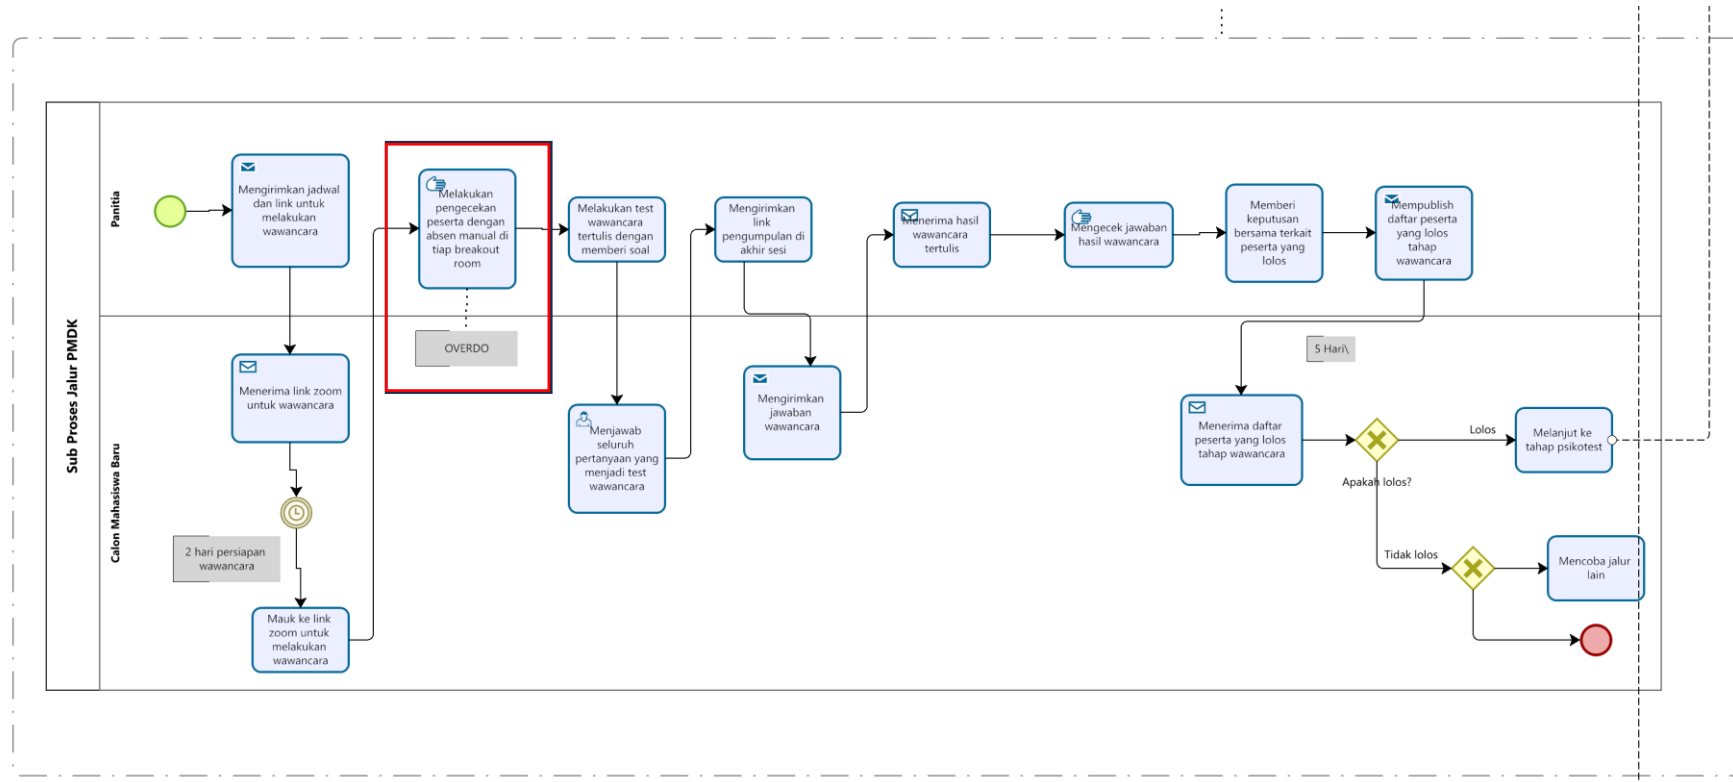 Sub Proses Jalur PMDK
Panitia
Calon Mahasiswa Baru
Mengirimkan jadwal
dan link untuk
melakukan
wawancara
Menerima link zoom
untuk wawancara
2 hari persiapan
wawancara
Mauk ke link
zoom untuk
melakukan
wawancara
Melakukan
pengecekan
peserta dengan
absen manual di
tiap breakout
room
OVERDO
Melakukan test
wawancara
tertulis dengan
memberi soal
Menjawab
seluruh
pertanyaan yang
menjadi test
wawancara
Mengirimkan
link
pengumpulan di
akhir sesi
Mengirimkan
jawaban
wawancara
Menerima hasil
wawancara
tertulis
Mengecek jawaban
hasil wawancara
Memberi
keputusan
bersama terkait
peserta yang
lolos
Mempublish
daftar peserta
yang lolos
tahap
wawancara
5 Hari\
Menerima daftar
peserta yang lolos
tahap wawancara
Apakah lolos?
Lolos
Melanjut ke
tahap psikotest
Tidak lolos
Mencoba jalur
lain